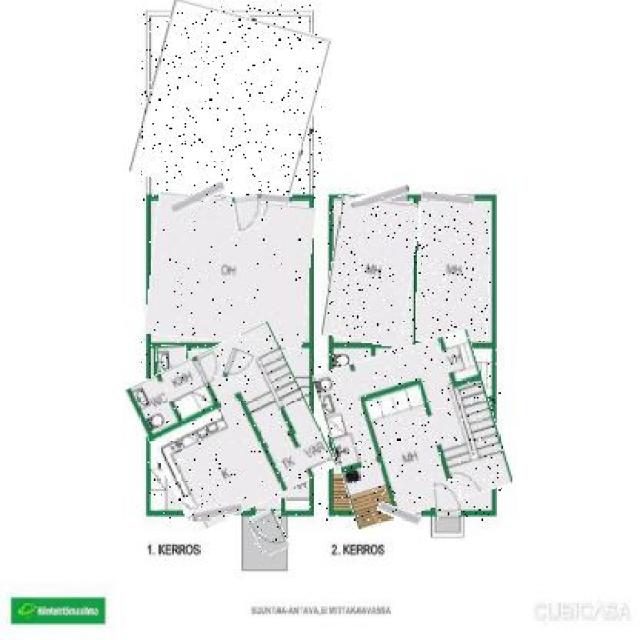 OH
MH
MH
KHH
WC
K
TK
VAR
MH
1. KERROS
2. KERROS
Kiinteistömaailma
SUUNTAA-ANTAVA, EI MITTAKAAVASSA
CUBICASA